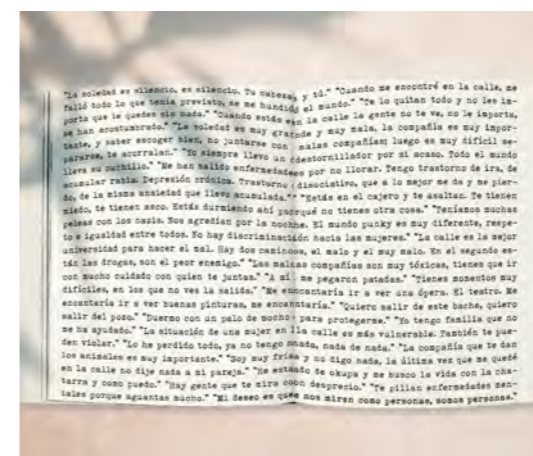 "La soledad es silencio, es silencio. Tu cabeza, y tú." "Cuando me encontré en la calle, me
falló todo lo que tenía previsto, se me hundió el mundo." "Te lo quitan todo y no les im-
porta que te quedes sin nada." "Cuando estás en la calle la gente no te va, no le importa,
se han acostumbrado." "La soledad es muy grande y muy mala, la compañía es muy impor-
tante, y saber escoger bien, no juntarse con malas compañías; luego es muy difícil se-
pararse, te acorralan." "Yo siempre llevo un destornillador por si acaso. Todo el mundo
lleva su cuchillo." "Me han salido enfermedades por no llorar. Tengo trastorno de ira, de
acumular rabia. Depresión crónica. Trastorno disociativo, que a lo mejor me da y me pier-
do, de la misma ansiedad que llevo acumulada." "Estás en el cajero y te asaltan. Te tienen
miedo, te tienen asco. Estás durmiendo ahí porque no tienes otra cosa." "Teníamos muchas
peleas con los nazis. Nos agredían por la noche. El mundo punky es muy diferente, respe-
to e igualdad entre todos. No hay discriminación hacia las mujeres." "La calle es la mejor
universidad para hacer el mal. Hay dos caminos, el malo y el muy malo. En el segundo es-
tán las drogas, son el peor enemigo." "Las malas compañías son muy tóxicas, tienes que ir
con mucho cuidado con quien te juntas." "A mí me pegaron patadas." "Tienes momentos muy
difíciles, en los que no ves la salida." "Me encantaría ir a ver una ópera. El teatro. Me
encantaría ir a ver buenas pinturas, me encantaría." "Quiero salir de este bache, quiero
salir del pozo." "Duermo con un palo de mocho para protegerme." "Yo tengo familia que no
me ha ayudado." "La situación de una mujer en la calle es más vulnerable. También te pue-
den violar." "Lo he perdido todo, ya no tengo nada, nada de nada." "La compañía que te dan
los animales es muy importante." "Soy muy fría y no digo nada, la última vez que me quedé
en la calle no dije nada a mi pareja." "He estado de okupa y me busco la vida con la cha-
tarra y como puedo." "Hay gente que te mira con desprecio." "Te pillan enfermedades men-
tales porque aguantas mucho." "Mi deseo es que nos miren como personas, somos personas."